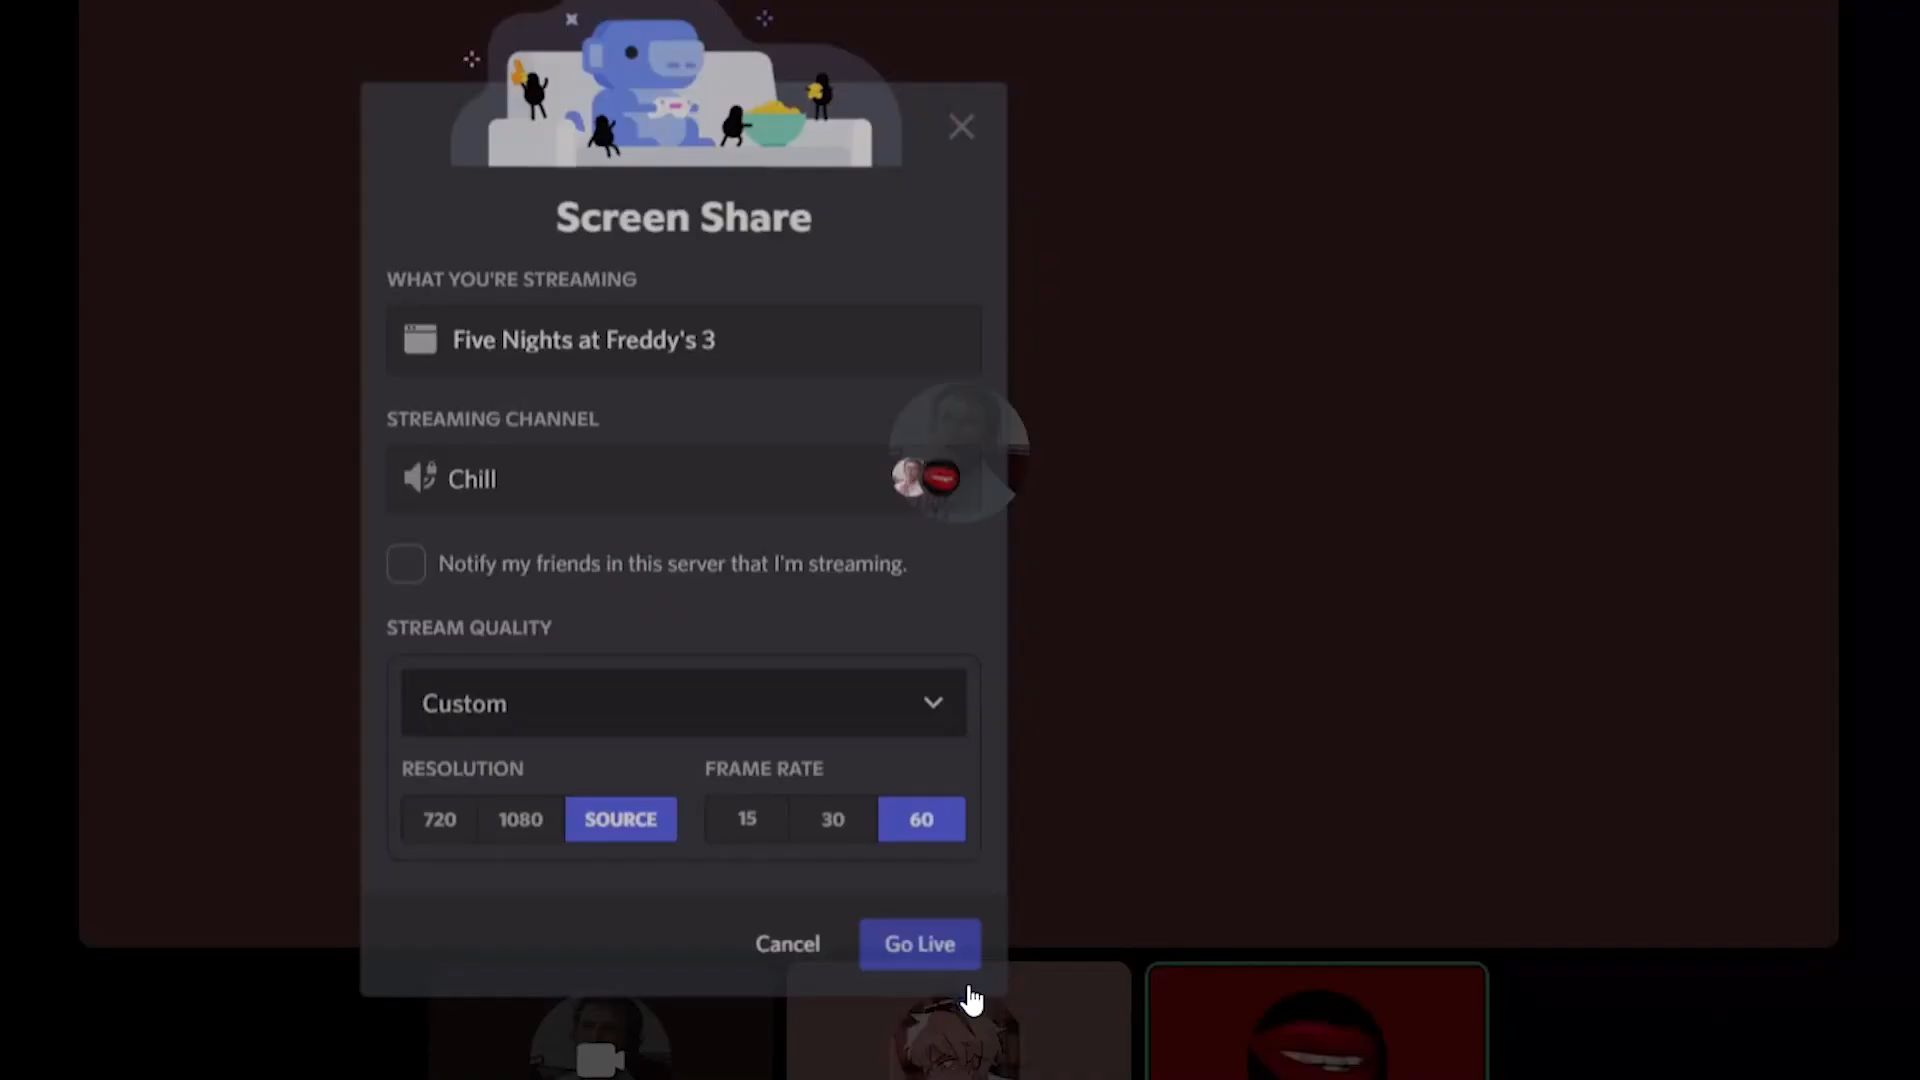 Screen Share
WHAT YOU'RE STREAMING
Five Nights at Freddy's 3
STREAMING CHANNEL
Chill
Notify my friends in this server that I'm streaming.
STREAM QUALITY
Custom
RESOLUTION FRAME RATE
720 1080 SOURCE 15 30 60
Cancel Go Live